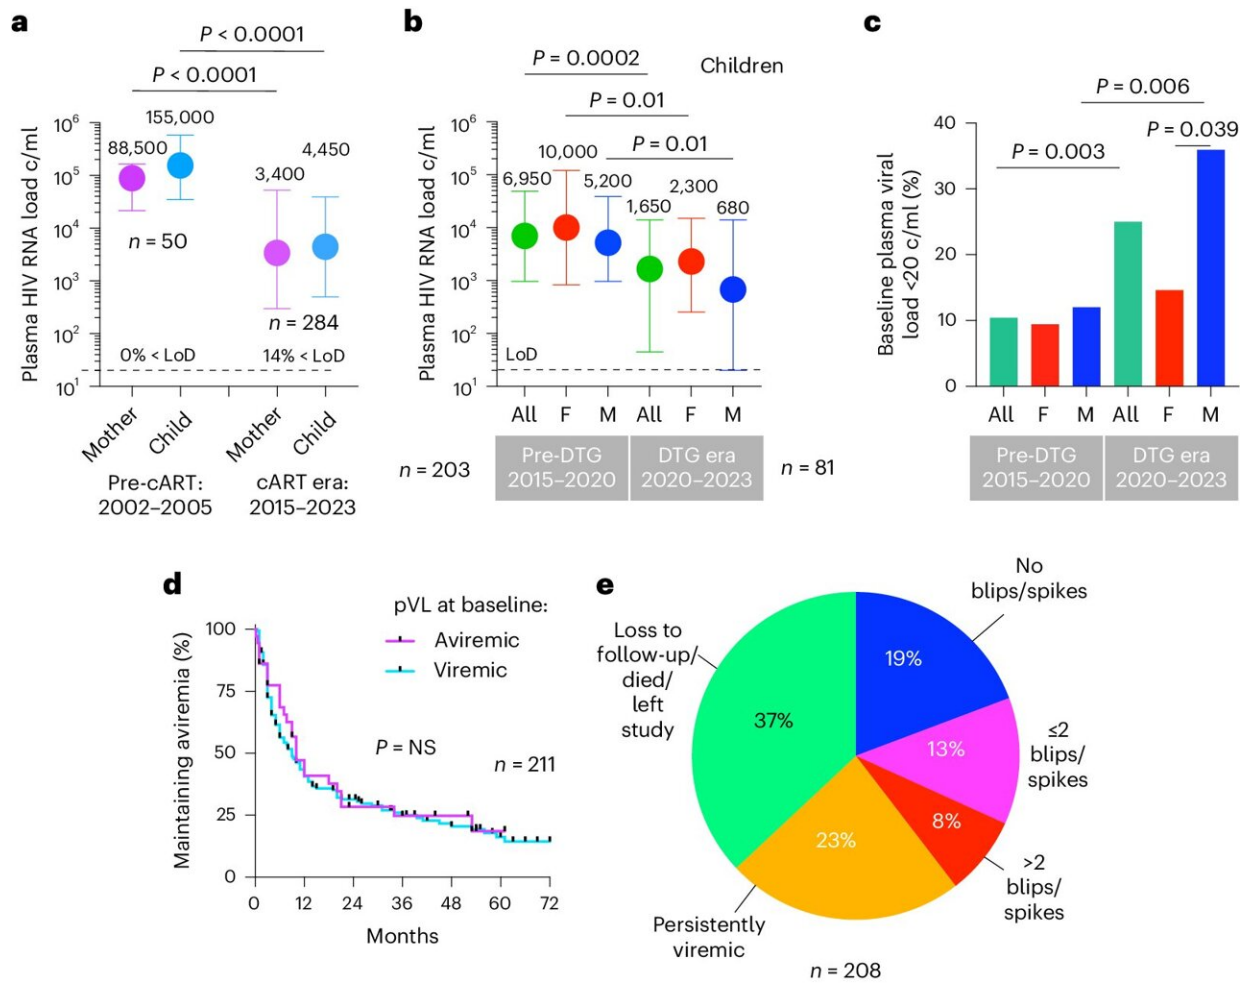 a
P < 0.0001
P < 0.0001
Plasma HIV RNA load c/ml
10⁶
10⁵
10⁴
10³
10²
10¹
88,500
155,000
3,400
4,450
n = 50
n = 284
0% < LoD
14% < LoD
Mother
Child
Mother
Child
Pre-cART:
2002–2005
cART era:
2015–2023
b
P = 0.0002
Children
P = 0.01
P = 0.01
Plasma HIV RNA load c/ml
10⁶
10⁵
10⁴
10³
10²
10¹
6,950
10,000
5,200
1,650
2,300
680
LoD
All
F
M
All
F
M
n = 203
Pre-DTG
2015–2020
DTG era
2020–2023
n = 81
c
P = 0.006
P = 0.039
P = 0.003
Baseline plasma viral
load <20 c/ml (%)
40
30
20
10
0
All
F
M
All
F
M
Pre-DTG
2015–2020
DTG era
2020–2023
d
pVL at baseline:
Aviremic
Viremic
P = NS
n = 211
Maintaining aviremia (%)
100
75
50
25
0
0
12
24
36
48
60
72
Months
e
No
blips/spikes
19%
≤2
blips/
spikes
13%
>2
blips/
spikes
8%
Persistently
viremic
23%
Loss to
follow-up/
died/
left
study
37%
n = 208